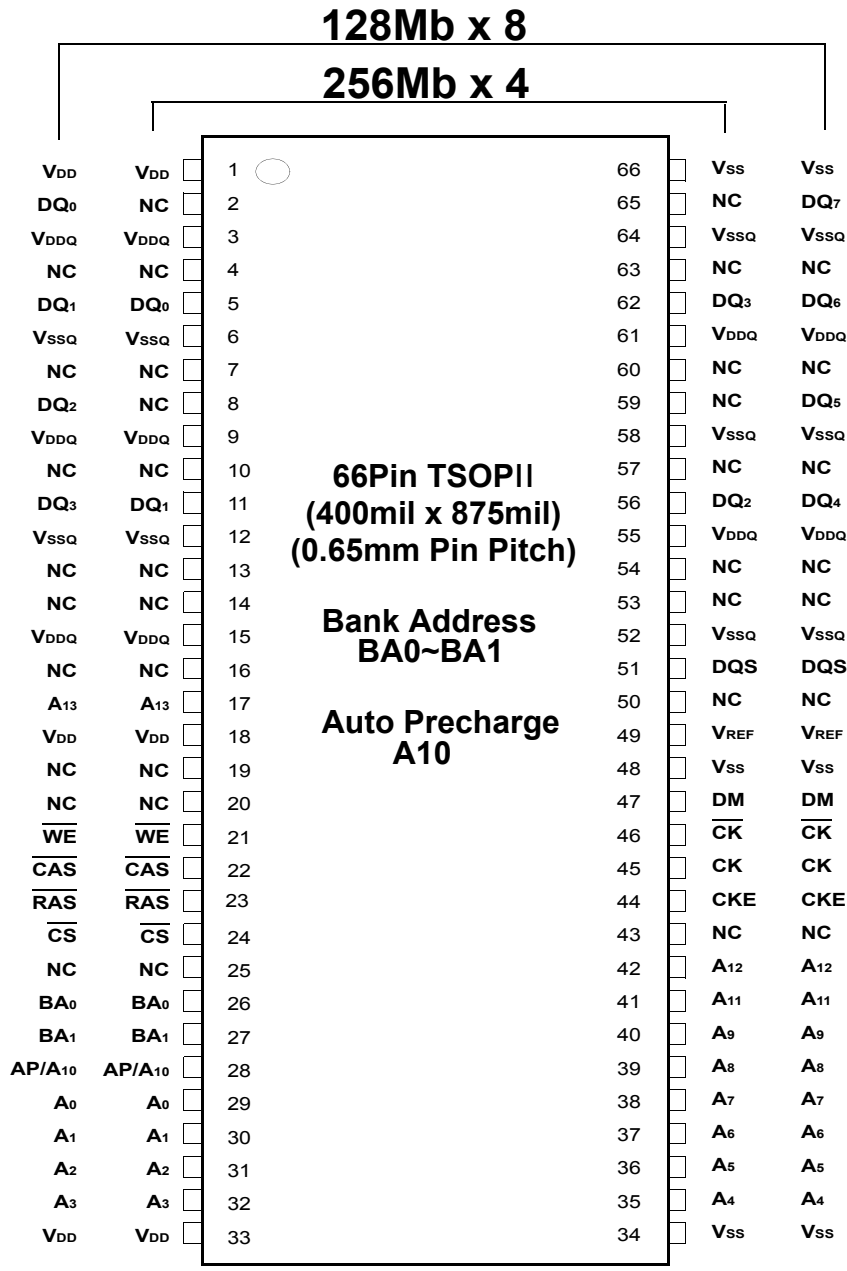 128Mb x 8
256Mb x 4
VDD VDD 1 66 VSS VSS
DQ0 NC 2 65 NC DQ7
VDDQ VDDQ 3 64 VSSQ VSSQ
NC NC 4 63 NC NC
DQ1 DQ0 5 62 DQ3 DQ6
VSSQ VSSQ 6 61 VDDQ VDDQ
NC NC 7 60 NC NC
DQ2 NC 8 59 NC DQ5
VDDQ VDDQ 9 58 VSSQ VSSQ
NC NC 10 57 NC NC
DQ3 DQ1 11 56 DQ2 DQ4
VSSQ VSSQ 12 55 VDDQ VDDQ
NC NC 13 54 NC NC
NC NC 14 53 NC NC
VDDQ VDDQ 15 52 VSSQ VSSQ
NC NC 16 51 DQS DQS
A13 A13 17 50 NC NC
VDD VDD 18 49 VREF VREF
NC NC 19 48 VSS VSS
NC NC 20 47 DM DM
WE WE 21 46 CK CK
CAS CAS 22 45 CK CK
RAS RAS 23 44 CKE CKE
CS CS 24 43 NC NC
NC NC 25 42 A12 A12
BA0 BA0 26 41 A11 A11
BA1 BA1 27 40 A9 A9
AP/A10 AP/A10 28 39 A8 A8
A0 A0 29 38 A7 A7
A1 A1 30 37 A6 A6
A2 A2 31 36 A5 A5
A3 A3 32 35 A4 A4
VDD VDD 33 34 VSS VSS
66Pin TSOPII
(400mil x 875mil)
(0.65mm Pin Pitch)
Bank Address
BA0~BA1
Auto Precharge
A10